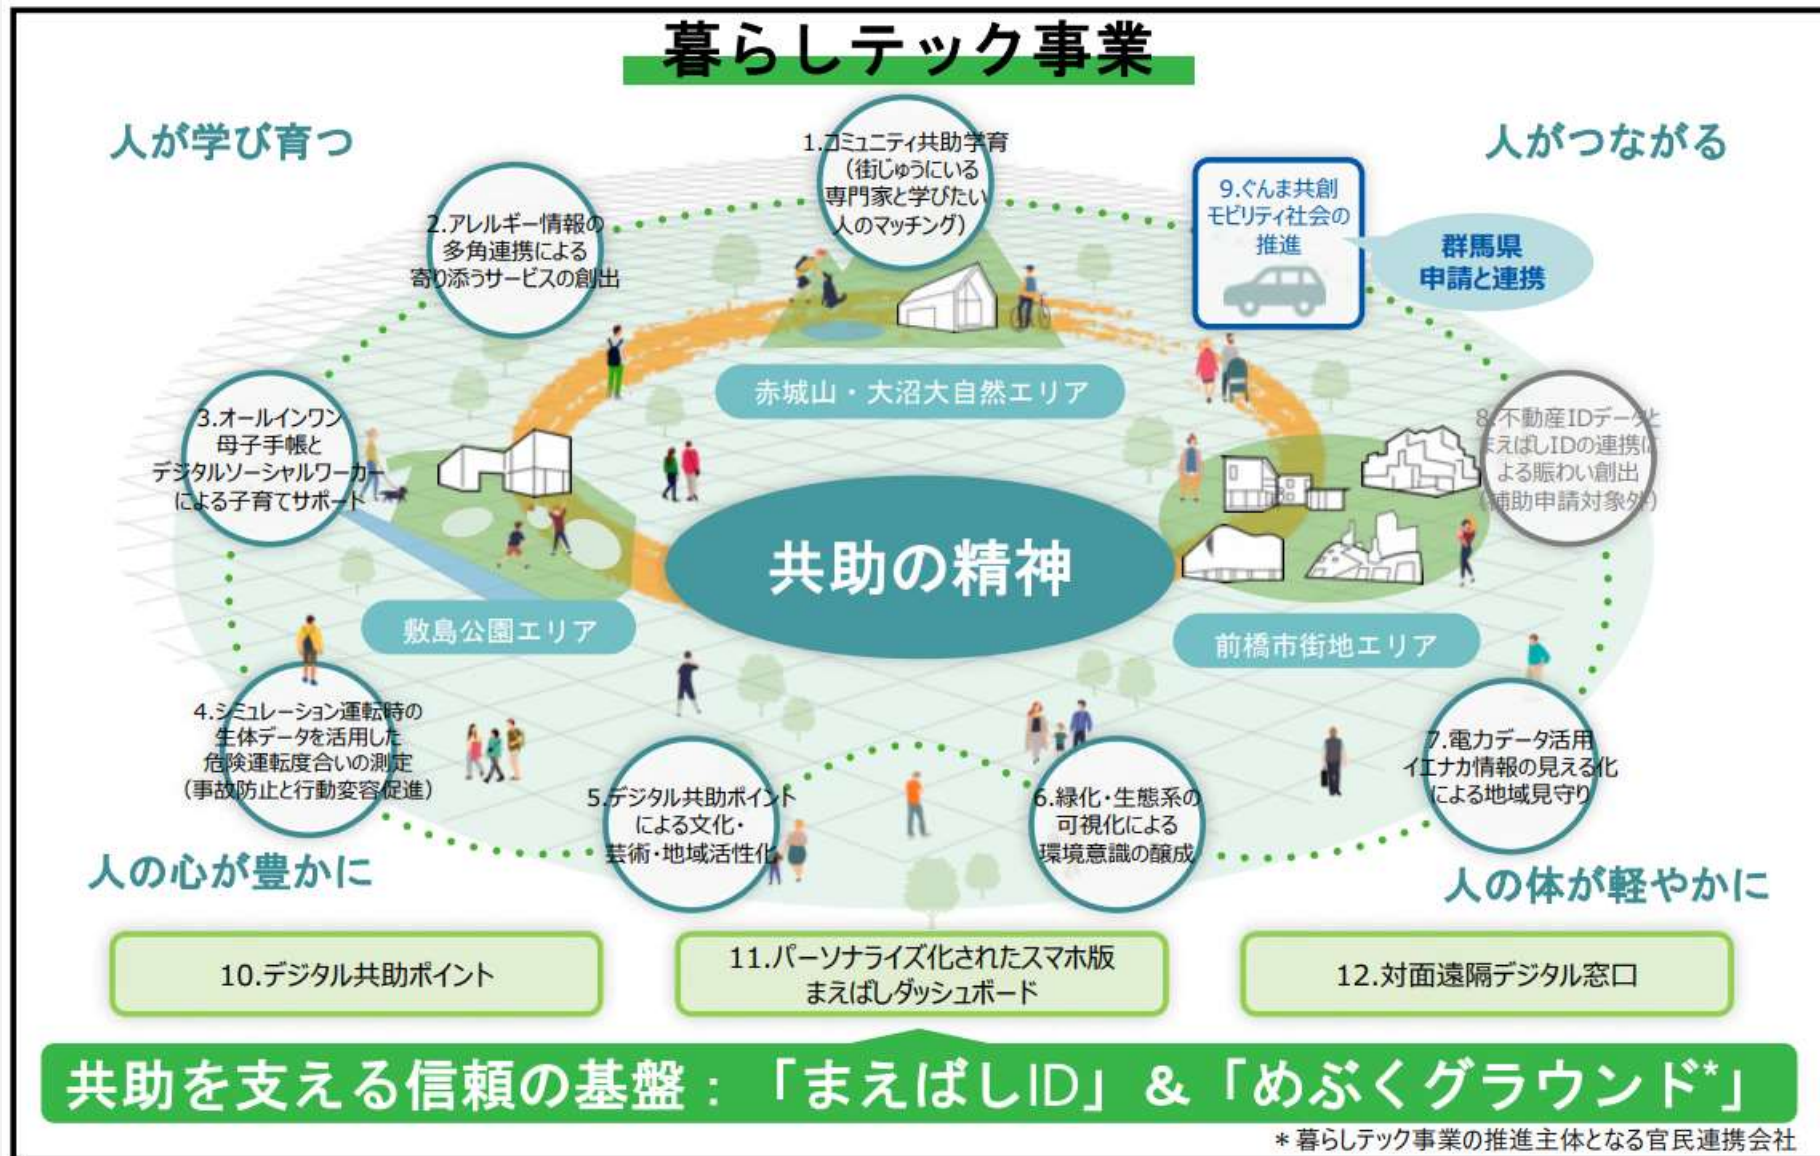 暮らしテック事業
人が学び育つ
人がつながる
1.コミュニティ共助学育
(街じゅうにいる
専門家と学びたい
人のマッチング)
2.アレルギー情報の
多角連携による
寄り添うサービスの創出
9.ぐんま共創
モビリティ社会の
推進
群馬県
申請と連携
赤城山・大沼大自然エリア
3.オールインワン
母子手帳と
デジタルソーシャルワーカー
による子育てサポート
8.不動産IDデータと
まえばしIDの連携に
よる賑わい創出
(補助申請対象外)
共助の精神
敷島公園エリア
前橋市街地エリア
4.シミュレーション運転時の
生体データを活用した
危険運転度合いの測定
(事故防止と行動変容促進)
5.デジタル共助ポイント
による文化・
芸術・地域活性化
6.緑化・生態系の
可視化による
環境意識の醸成
7.電力データ活用
イエナカ情報の見える化
による地域見守り
人の心が豊かに
人の体が軽やかに
10.デジタル共助ポイント
11.パーソナライズ化されたスマホ版
まえばしダッシュボード
12.対面遠隔デジタル窓口
共助を支える信頼の基盤:「まえばしID」&「めぶくグラウンド*」
*暮らしテック事業の推進主体となる官民連携会社